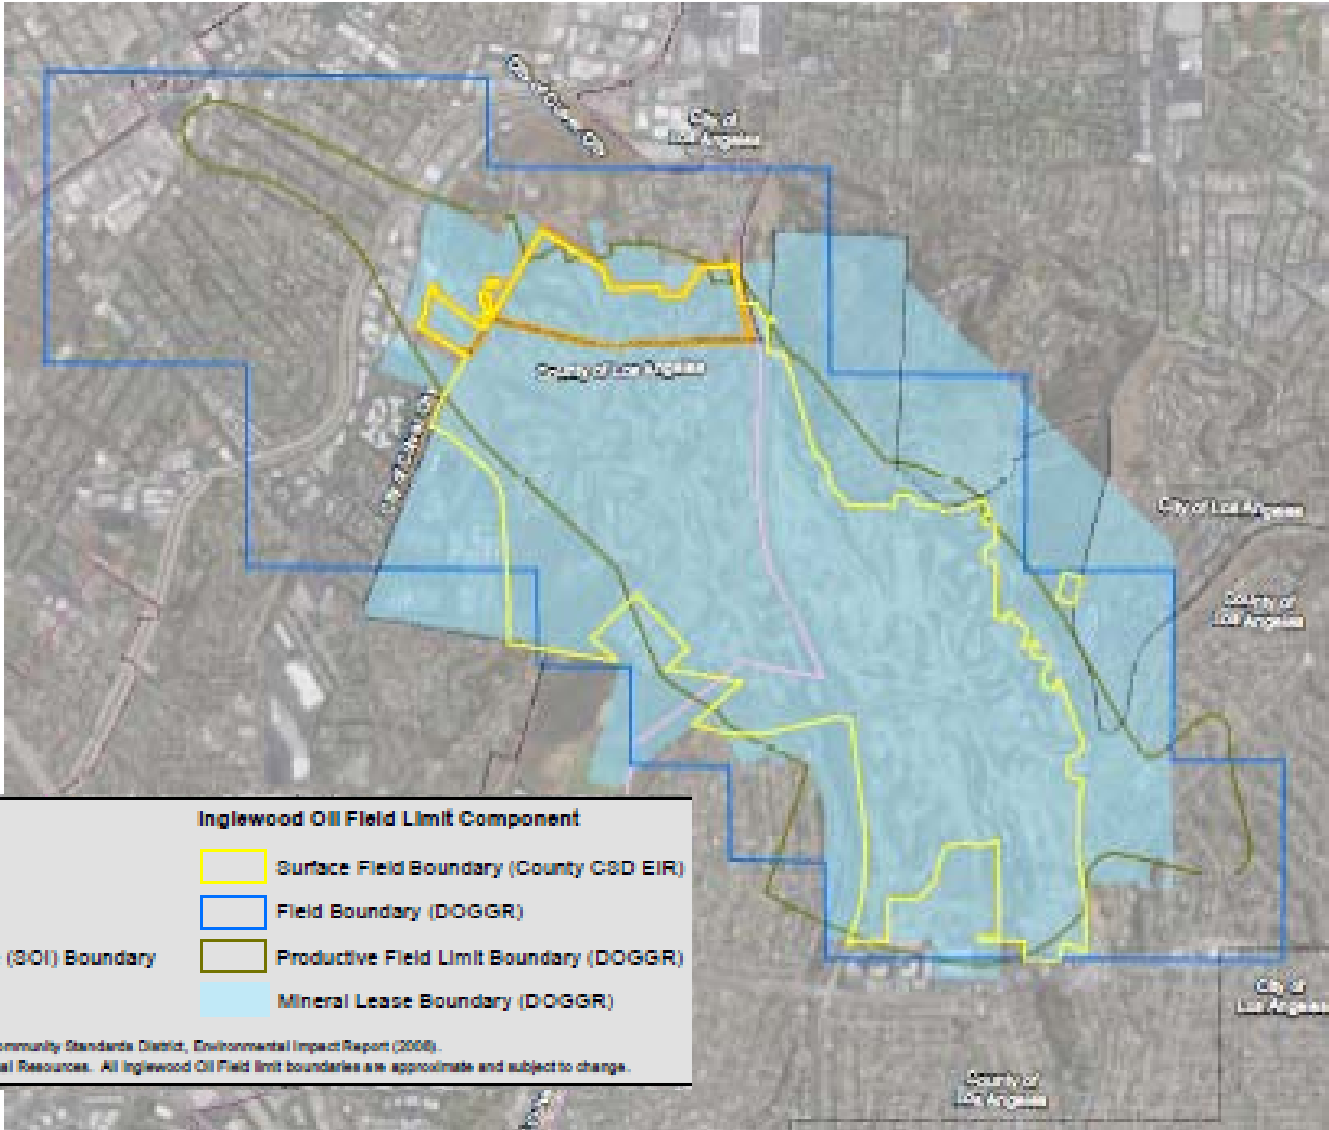 City of
Los Angeles
County of Los Angeles
City of Los Angeles
County of
Los Angeles
Inglewood Oil Field Limit Component
Surface Field Boundary (County CSD EIR)
Field Boundary (DOGGR)
(SOI) Boundary
Productive Field Limit Boundary (DOGGR)
Mineral Lease Boundary (DOGGR)
ommunity Standards District, Environmental Impact Report (2008).
al Resources. All Inglewood Oil Field limit boundaries are approximate and subject to change.
City of
Los Angeles
County of
Los Angeles